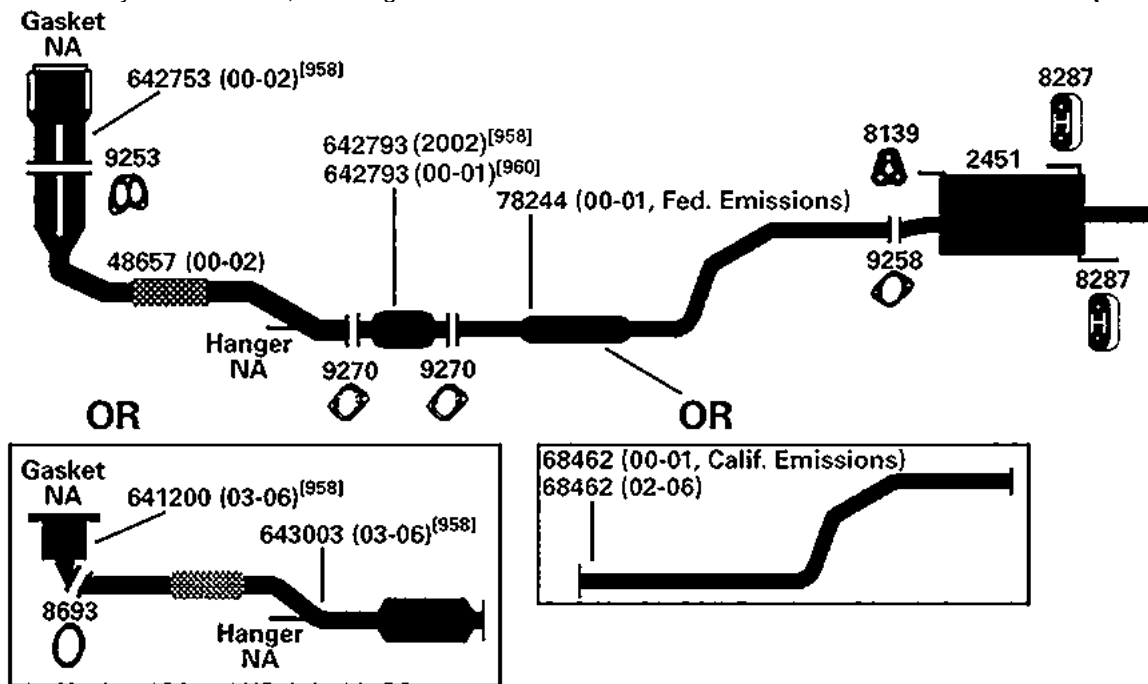 Gasket
NA
642753 (00-02)[958]
9253
642793 (2002)[958]
642793 (00-01)[960]
78244 (00-01, Fed. Emissions)
8139
2451
8287
48657 (00-02)
9258
8287
Hanger
NA
9270
9270
OR
OR
Gasket
NA
641200 (03-06)[958]
643003 (03-06)[958]
8693
Hanger
NA
68462 (00-01, Calif. Emissions)
68462 (02-06)